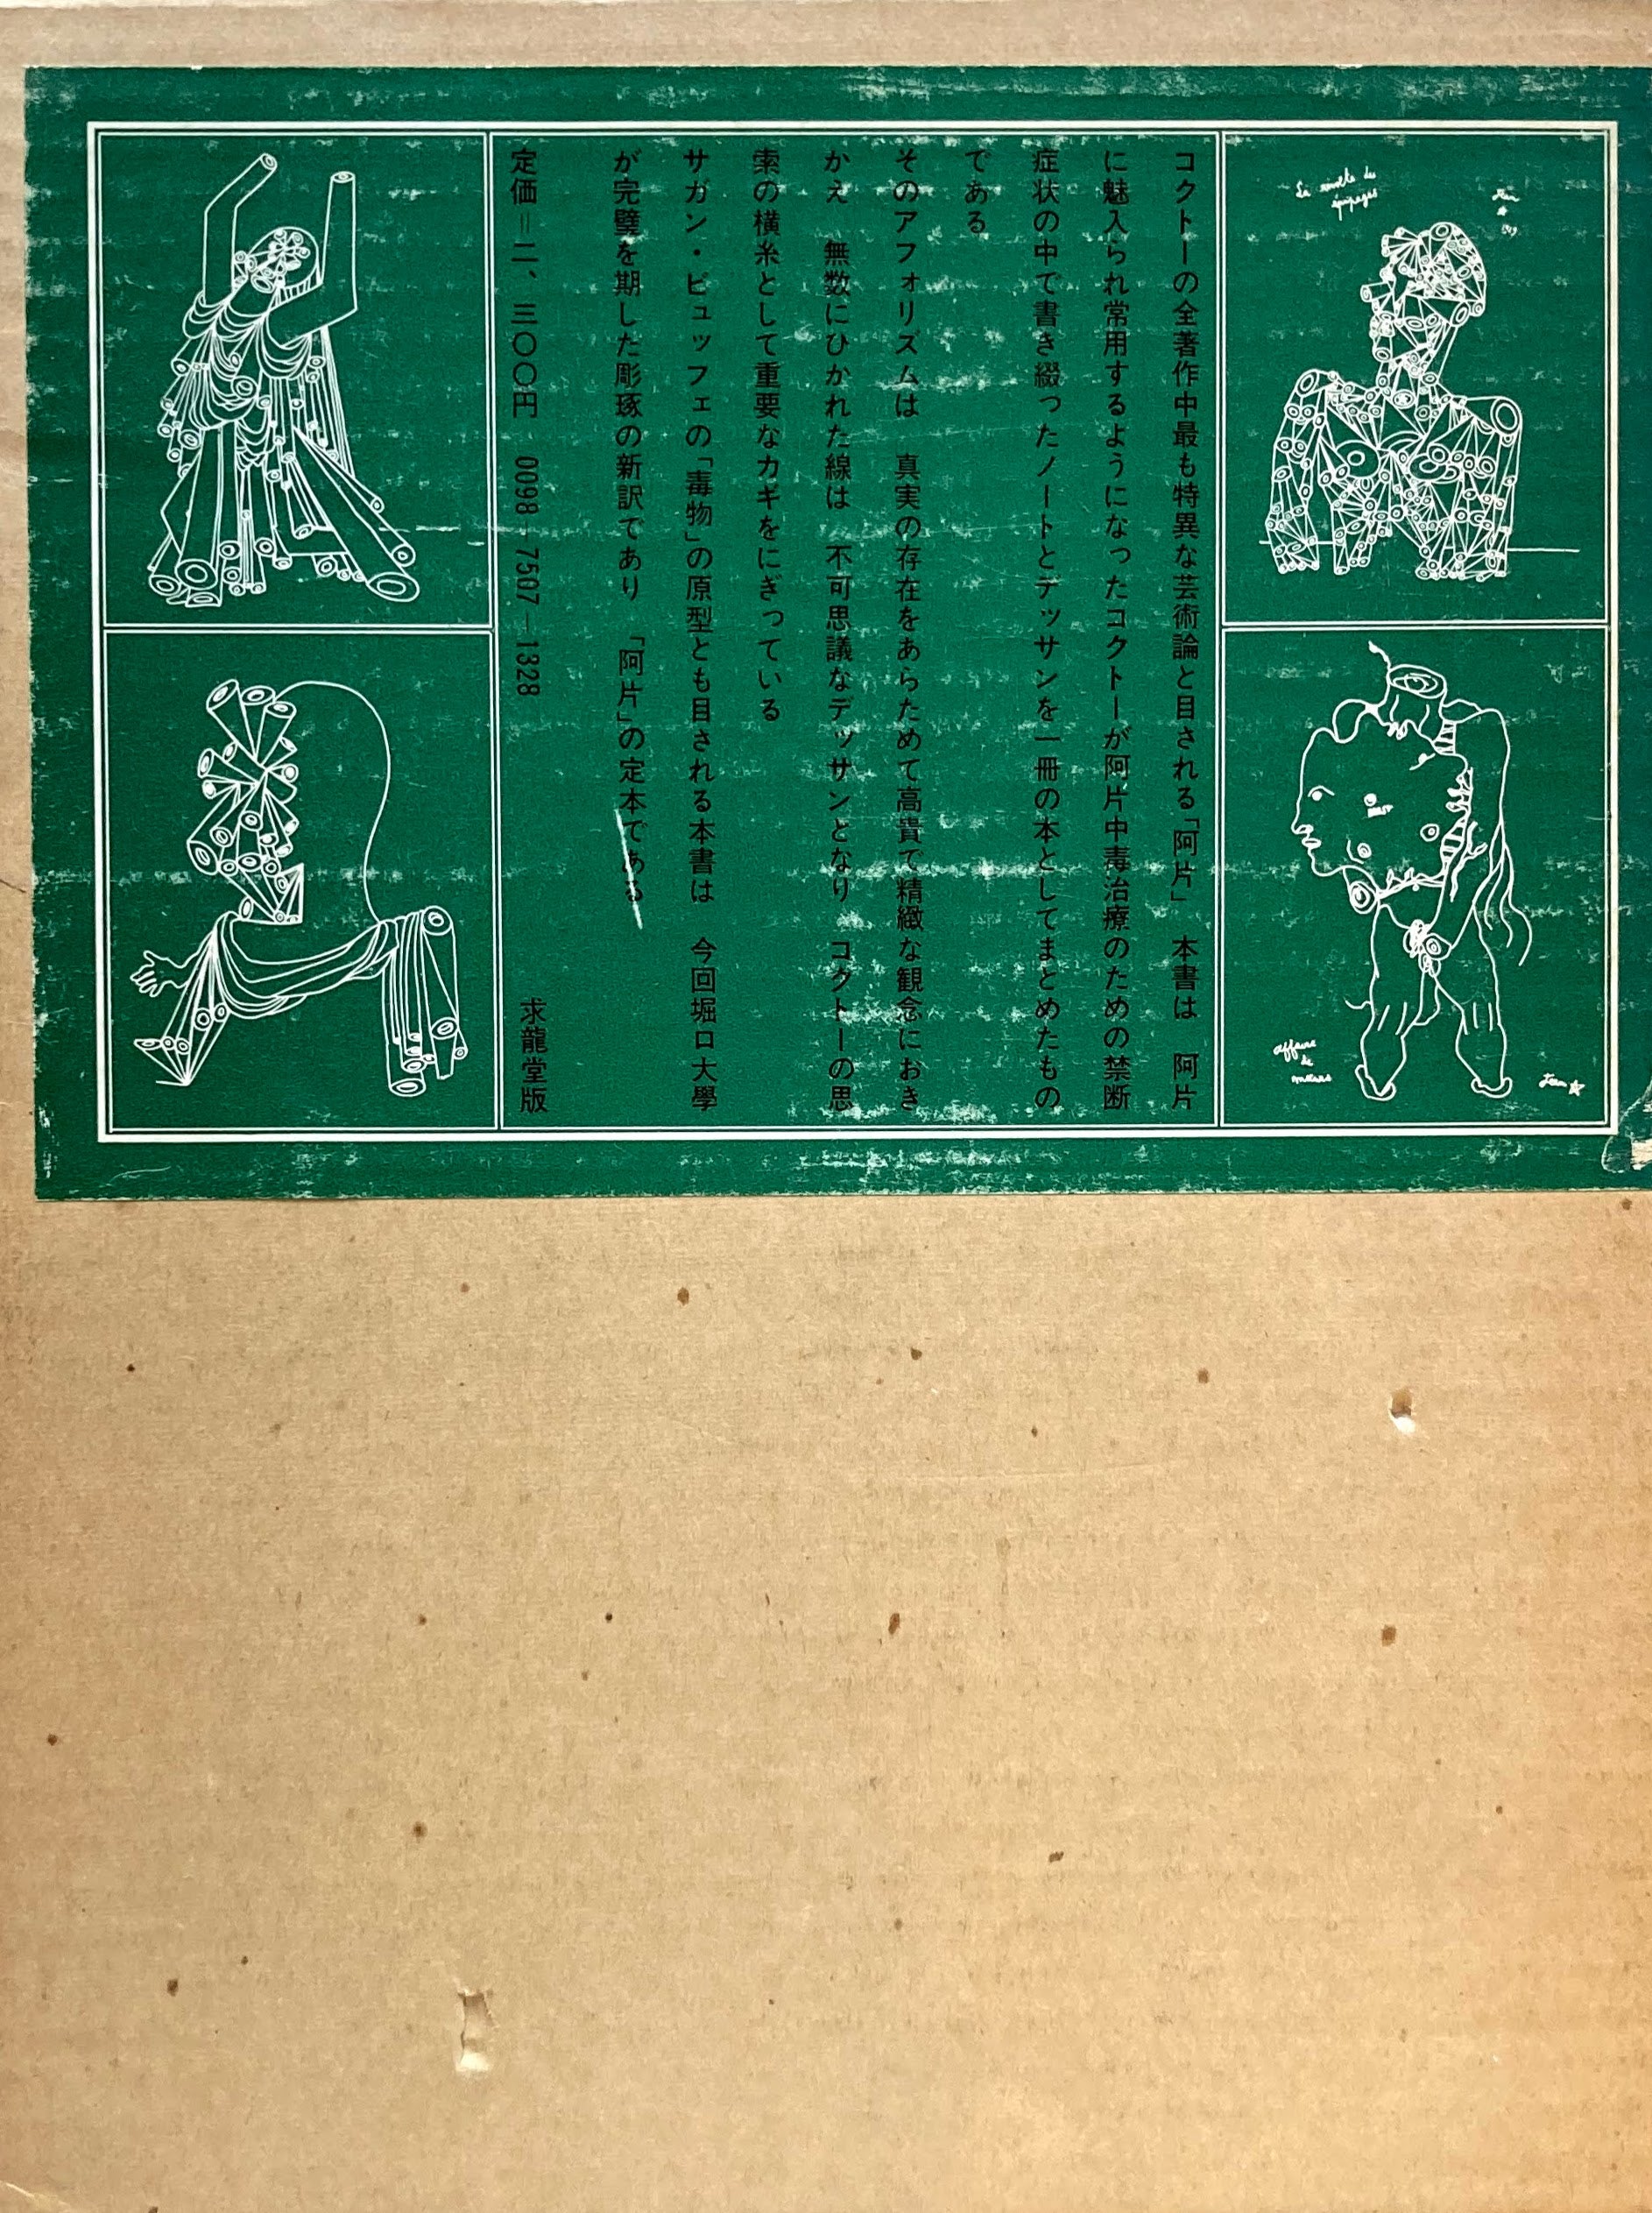 コクトーの全著作中最も特異な芸術論と目される「阿片」 本書は 阿片
に魅入られ常用するようになったコクトーが阿片中毒治療のための禁断
症状の中で書き綴ったノートとデッサンを一冊の本としてまとめたもの
である
そのアフォリズムは 真実の存在をあらためて高貴で精緻な観念におき
かえ 無数にひかれた線は 不可思議なデッサンとなり コクトーの思
索の横糸として重要なカギをにぎっている
サガン・ビュッフェの「毒物」の原型とも目される本書は 今回堀口大學
が完璧を期した彫琢の新訳であり 「阿片」の定本である
定価=二、三〇〇円 0098-7507-1328 求龍堂版
La révolte des
équipages
Jean
affaire
de
Jean